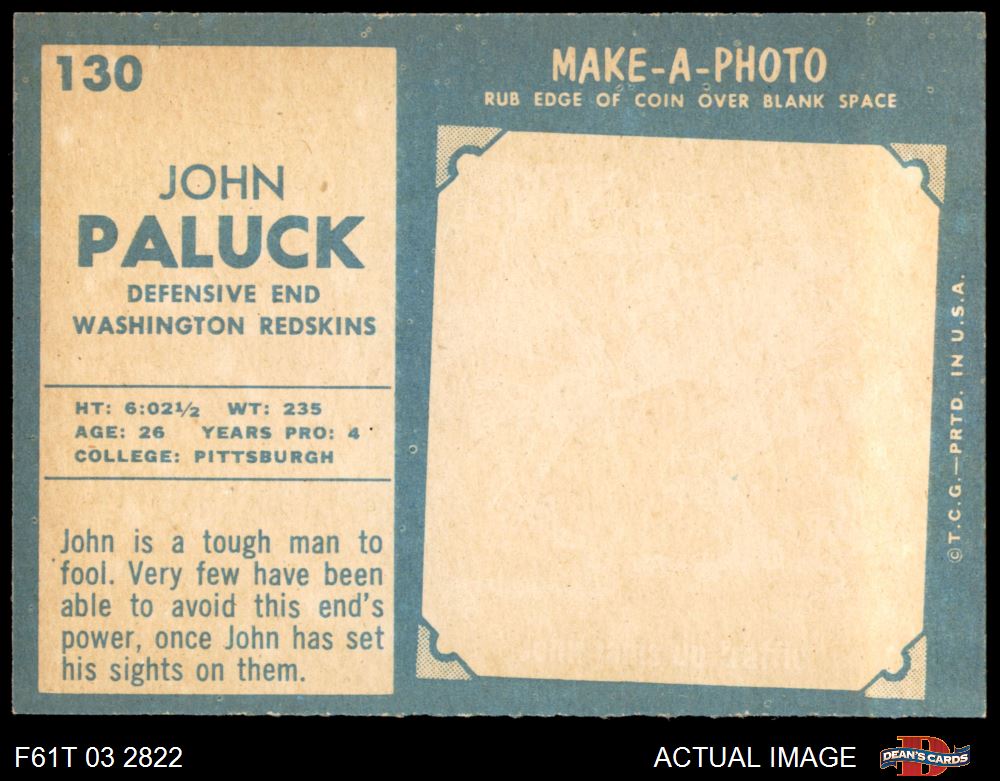 130
JOHN
PALUCK
DEFENSIVE END
WASHINGTON REDSKINS
HT: 6:02½ WT: 235
AGE: 26 YEARS PRO: 4
COLLEGE: PITTSBURGH
John is a tough man to
fool. Very few have been
able to avoid this end's
power, once John has set
his sights on them.
MAKE-A-PHOTO
RUB EDGE OF COIN OVER BLANK SPACE
©T.C.G.—PRTD. IN U.S.A.
F61T 03 2822
ACTUAL IMAGE
D
DEAN'S CARDS